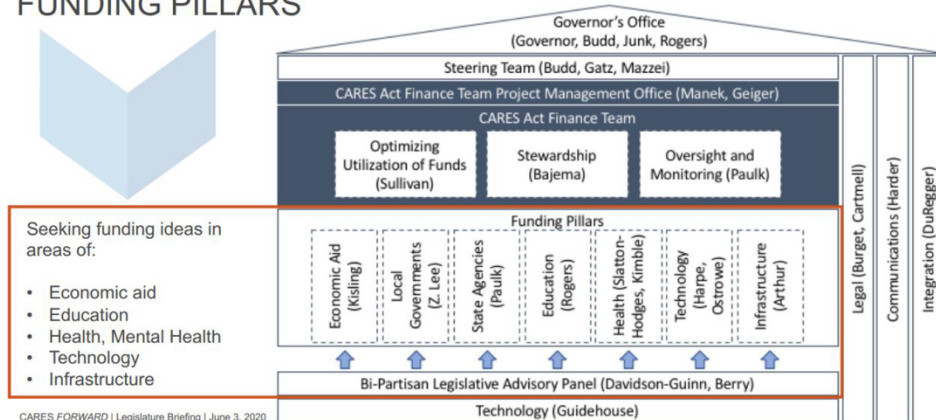 FUNDING PILLARS
Seeking funding ideas in
areas of:
• Economic aid
• Education
• Health, Mental Health
• Technology
• Infrastructure
CARES FORWARD | Legislature Briefing | June 3, 2020
Governor's Office
(Governor, Budd, Junk, Rogers)
Steering Team (Budd, Gatz, Mazzei)
CARES Act Finance Team Project Management Office (Manek, Geiger)
CARES Act Finance Team
Optimizing
Utilization of Funds
(Sullivan)
Stewardship
(Bajema)
Oversight and
Monitoring (Paulk)
Funding Pillars
Economic Aid
(Kisling)
Local
Governments
(Z. Lee)
State Agencies
(Paulk)
Education
(Rogers)
Health (Slatton-
Hodges, Kimble)
Technology
(Harpe,
Ostrowe)
Infrastructure
(Arthur)
Bi-Partisan Legislative Advisory Panel (Davidson-Guinn, Berry)
Technology (Guidehouse)
Legal (Burget, Cartmell)
Communications (Harder)
Integration (DuRegger)